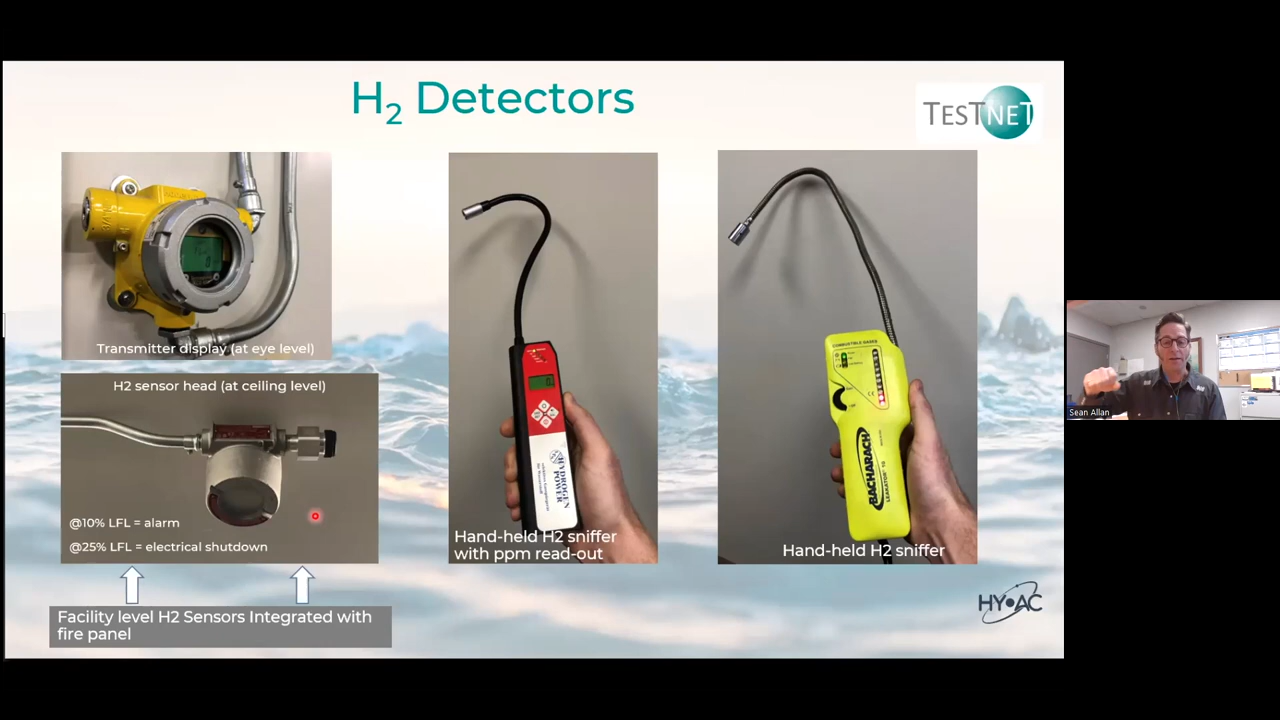 H₂ Detectors
TESTNET
Transmitter display (at eye level)
H2 sensor head (at ceiling level)
@10% LFL = alarm
@25% LFL = electrical shutdown
Facility level H2 Sensors Integrated with
fire panel
HYDROGEN
POWER
Hand-held H2 sniffer
with ppm read-out
COMBUSTIBLE GASES
BACHARACH
LEAKATOR 10
Hand-held H2 sniffer
HYAC
Sean Allan